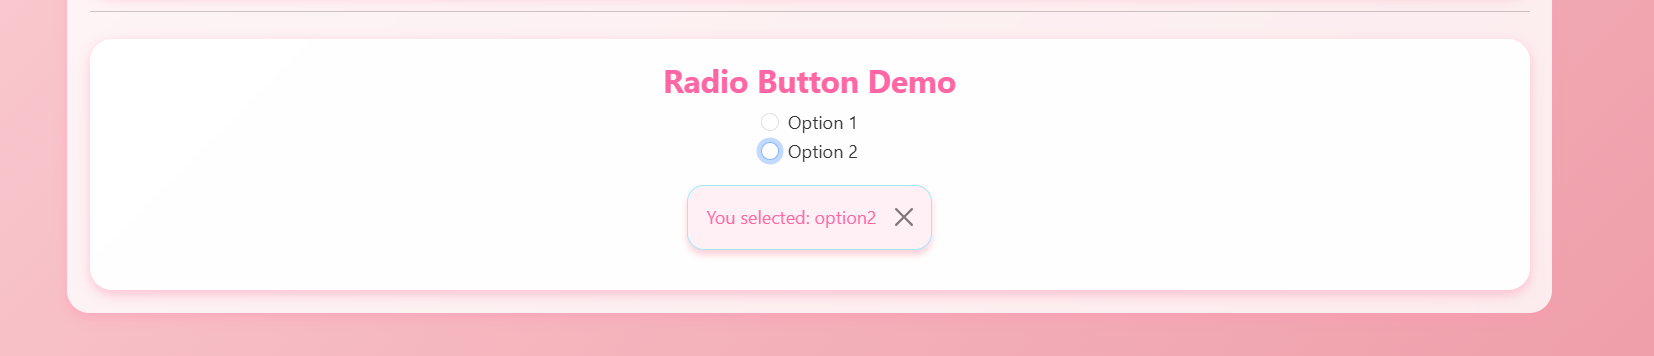 Radio Button Demo
Option 1
Option 2
You selected: option2